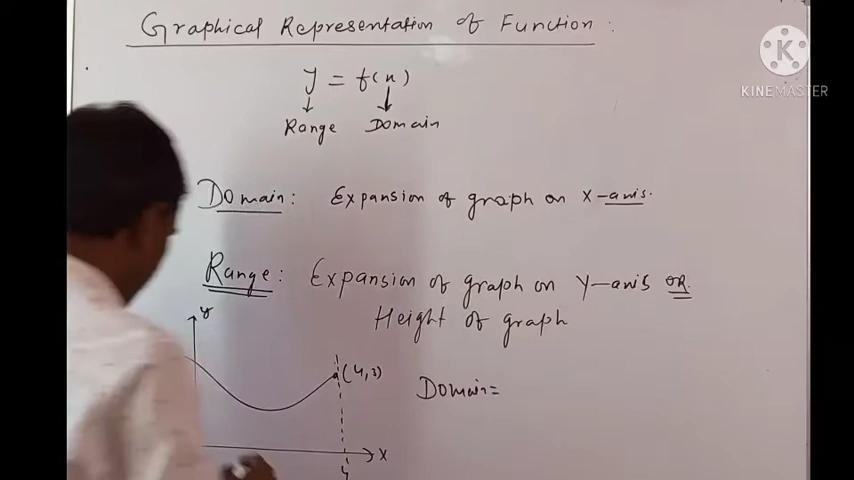 Graphical Representation of Function :
KINEMASTER
y = f(x)
Range Domain
Domain: Expansion of graph on X-axis.
Range: Expansion of graph on Y-axis OR
Height of graph
y
(4,3)
Domain=
X
4